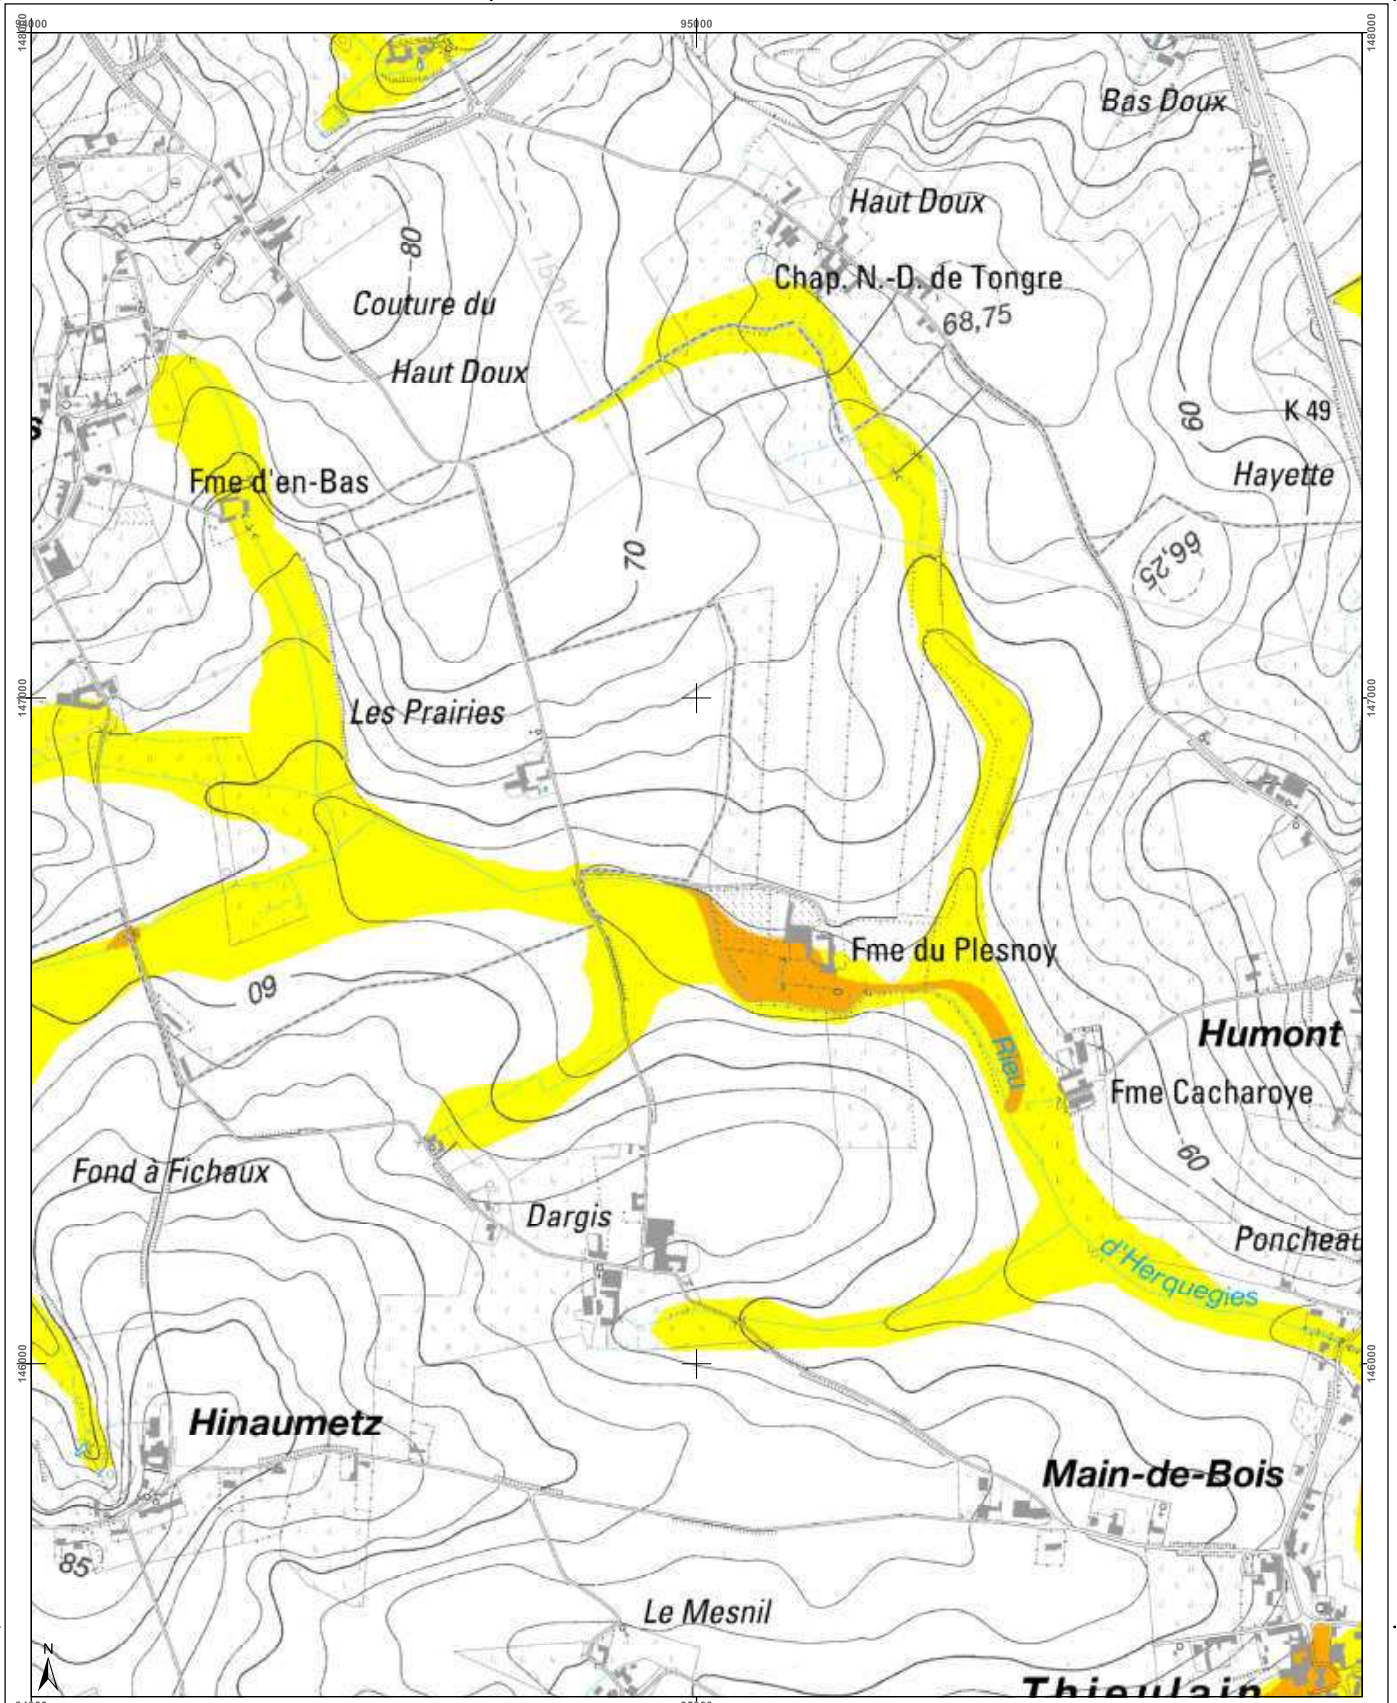 95000
148000
148000
Bas Doux
Haut Doux
80
Chap. N.-D. de Tongre
Couture du
150 kV
68,75
Haut Doux
K 49
60
s
Hayette
Fme d'en-Bas
70
66,25
147000
147000
Les Prairies
Fme du Plesnoy
60
Humont
Rieu
Fme Cacharoye
60
Fond à Fichaux
Dargis
Poncheau
d'Herquegies
146000
146000
Hinaumetz
Main-de-Bois
85
Le Mesnil
N
Thieulain